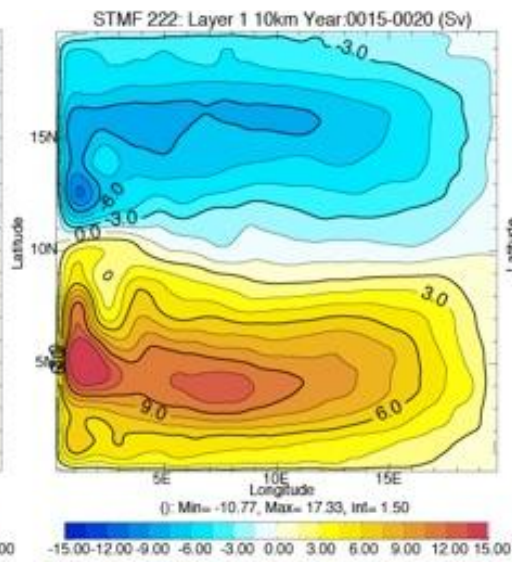 STMF 222: Layer 1 10km Year:0015-0020 (Sv)
-3.0
15N
6.0
-3.0
0.0
10N
0
3.0
9.0
6.0
5E 10E 15E
Latitude
Longitude
(): Min= -10.77, Max= 17.33, Int= 1.50
-15.00 -12.00 -9.00 -6.00 -3.00 0.00 3.00 6.00 9.00 12.00 15.00